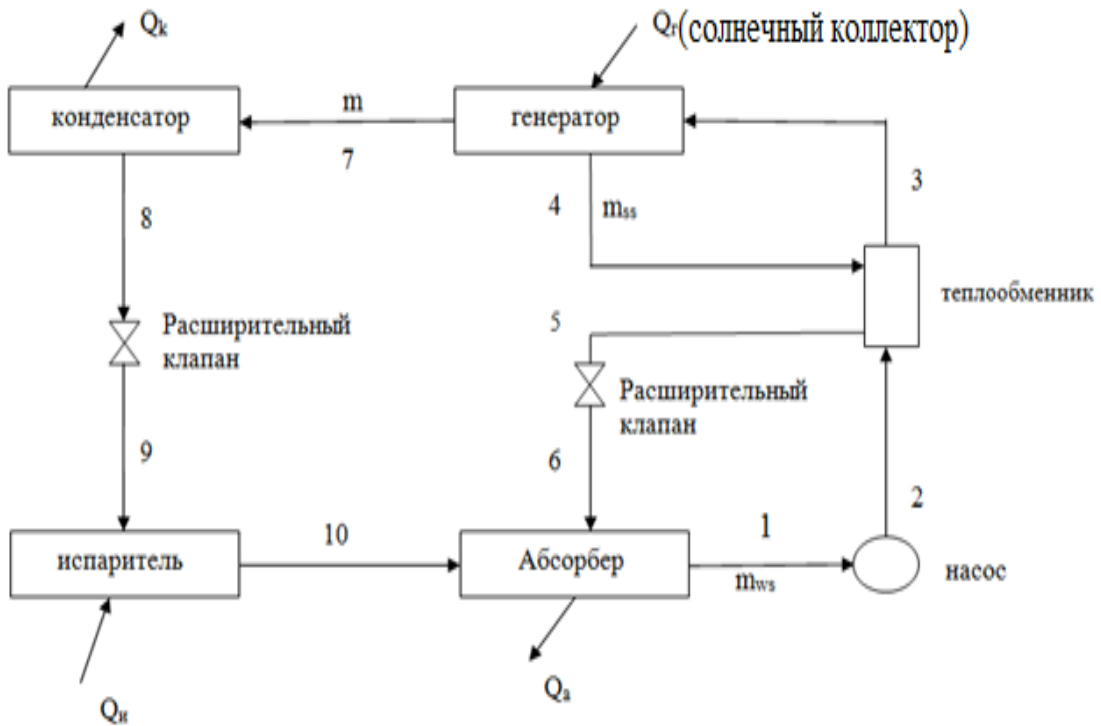 Qk
Qг(солнечный коллектор)
конденсатор
m
генератор
7
3
8
4
mss
теплообменник
Расширительный
клапан
5
Расширительный
клапан
9
6
2
10
1
испаритель
Абсорбер
mws
насос
Qи
Qa